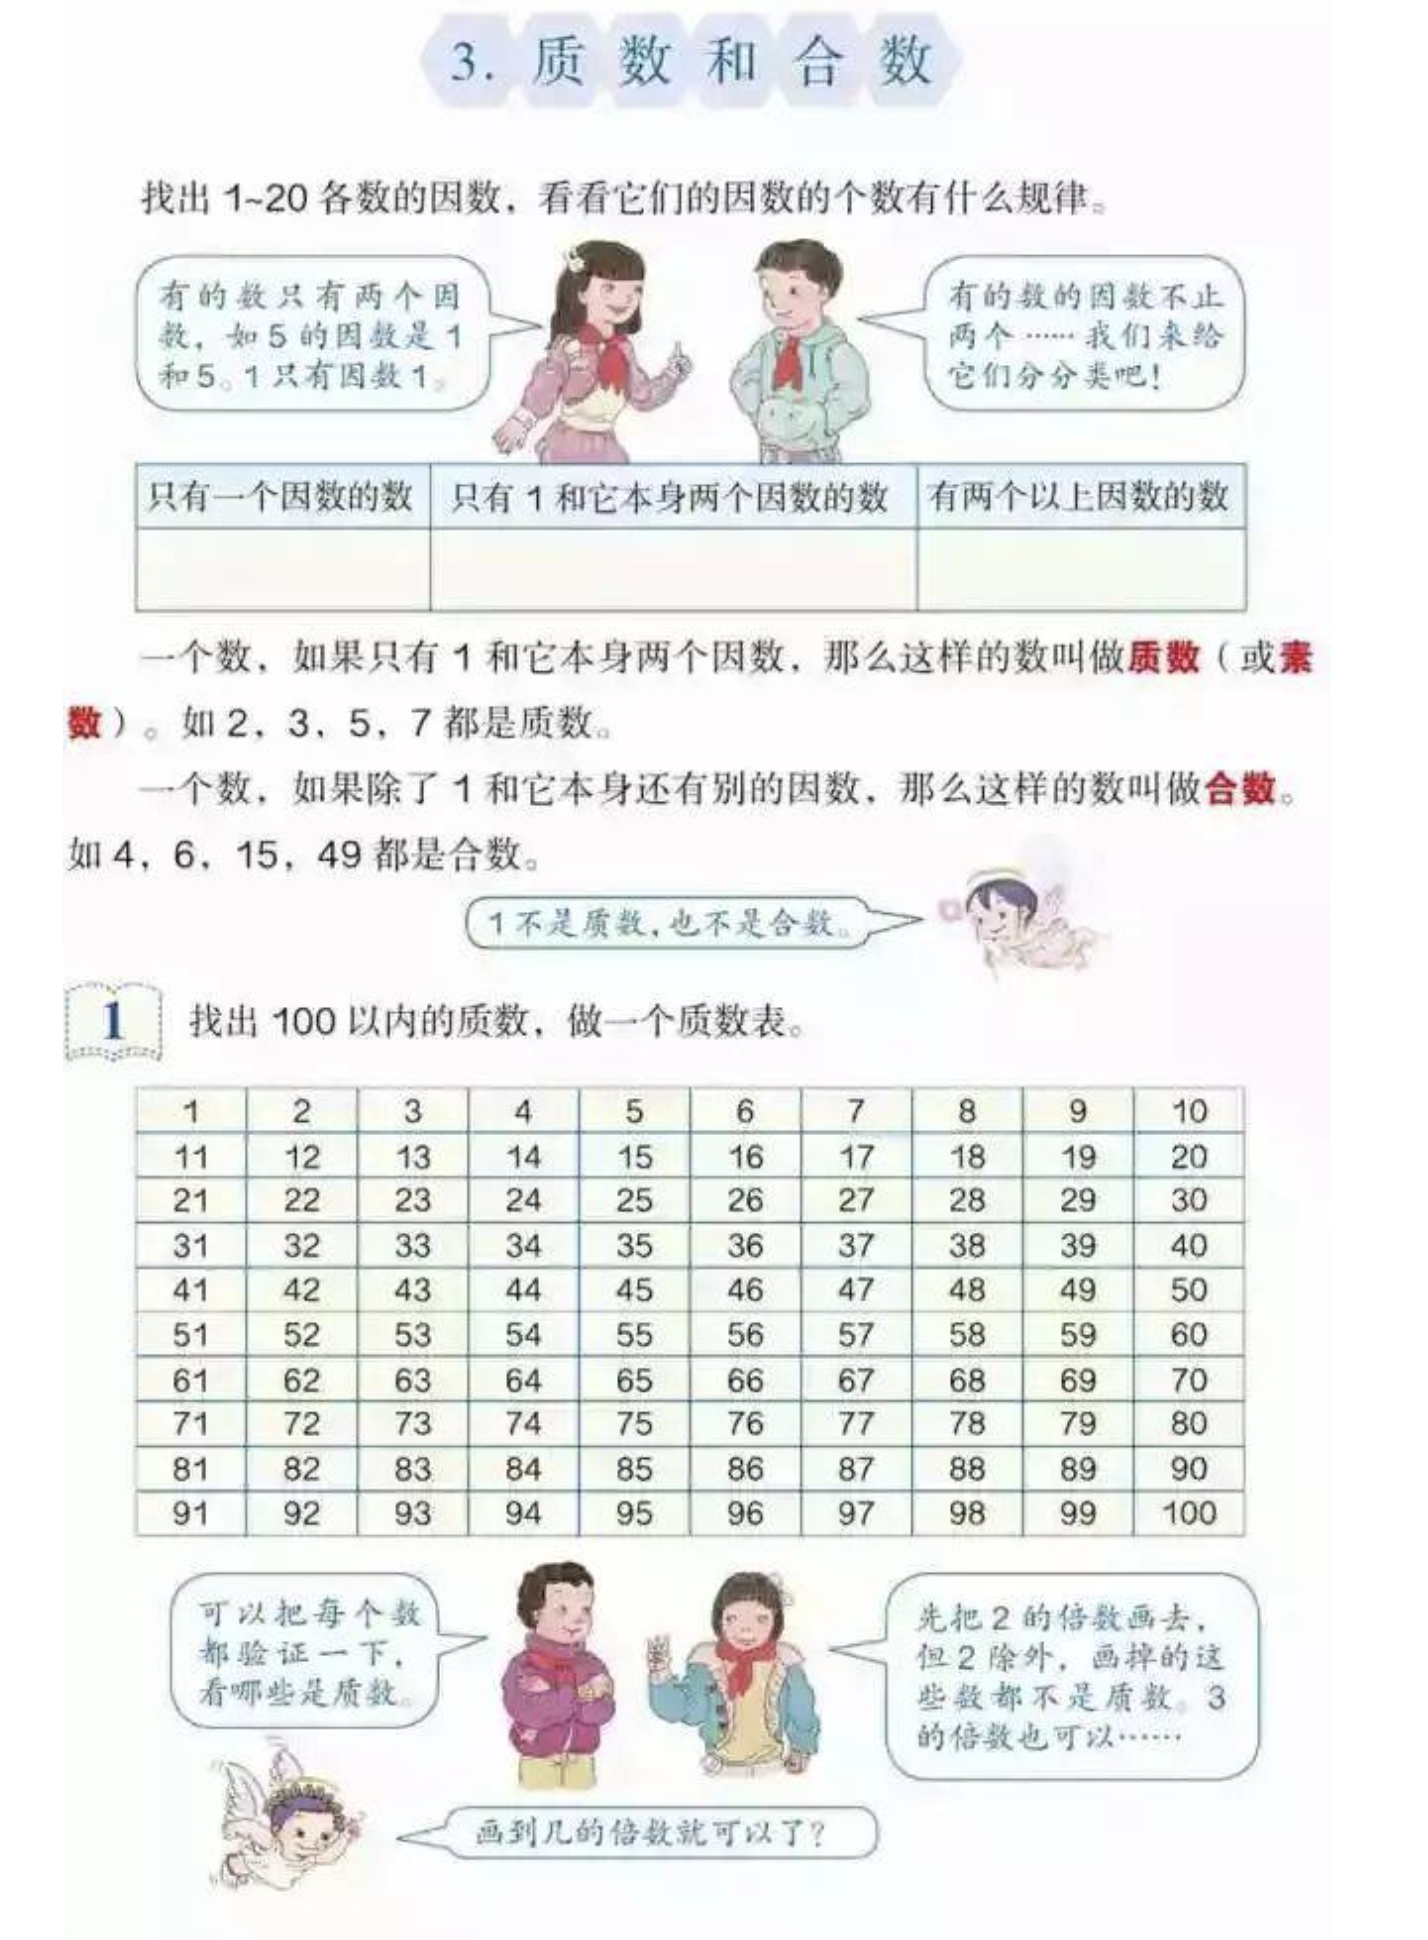 3. 质数和合数
找出 1~20 各数的因数，看看它们的因数的个数有什么规律。
有的数只有两个因
数，如 5 的因数是 1
和 5。1 只有因数 1。
有的数的因数不止
两个……我们来给
它们分分类吧！
只有一个因数的数 只有 1 和它本身两个因数的数 有两个以上因数的数
一个数，如果只有 1 和它本身两个因数，那么这样的数叫做质数（或素
数）。如 2，3，5，7 都是质数。
一个数，如果除了 1 和它本身还有别的因数，那么这样的数叫做合数。
如 4，6，15，49 都是合数。
1 不是质数，也不是合数。
1 找出 100 以内的质数，做一个质数表。
1 2 3 4 5 6 7 8 9 10
11 12 13 14 15 16 17 18 19 20
21 22 23 24 25 26 27 28 29 30
31 32 33 34 35 36 37 38 39 40
41 42 43 44 45 46 47 48 49 50
51 52 53 54 55 56 57 58 59 60
61 62 63 64 65 66 67 68 69 70
71 72 73 74 75 76 77 78 79 80
81 82 83 84 85 86 87 88 89 90
91 92 93 94 95 96 97 98 99 100
可以把每个数
都验证一下，
看哪些是质数。
先把 2 的倍数画去，
但 2 除外，画掉的这
些数都不是质数。3
的倍数也可以……
画到几的倍数就可以了？